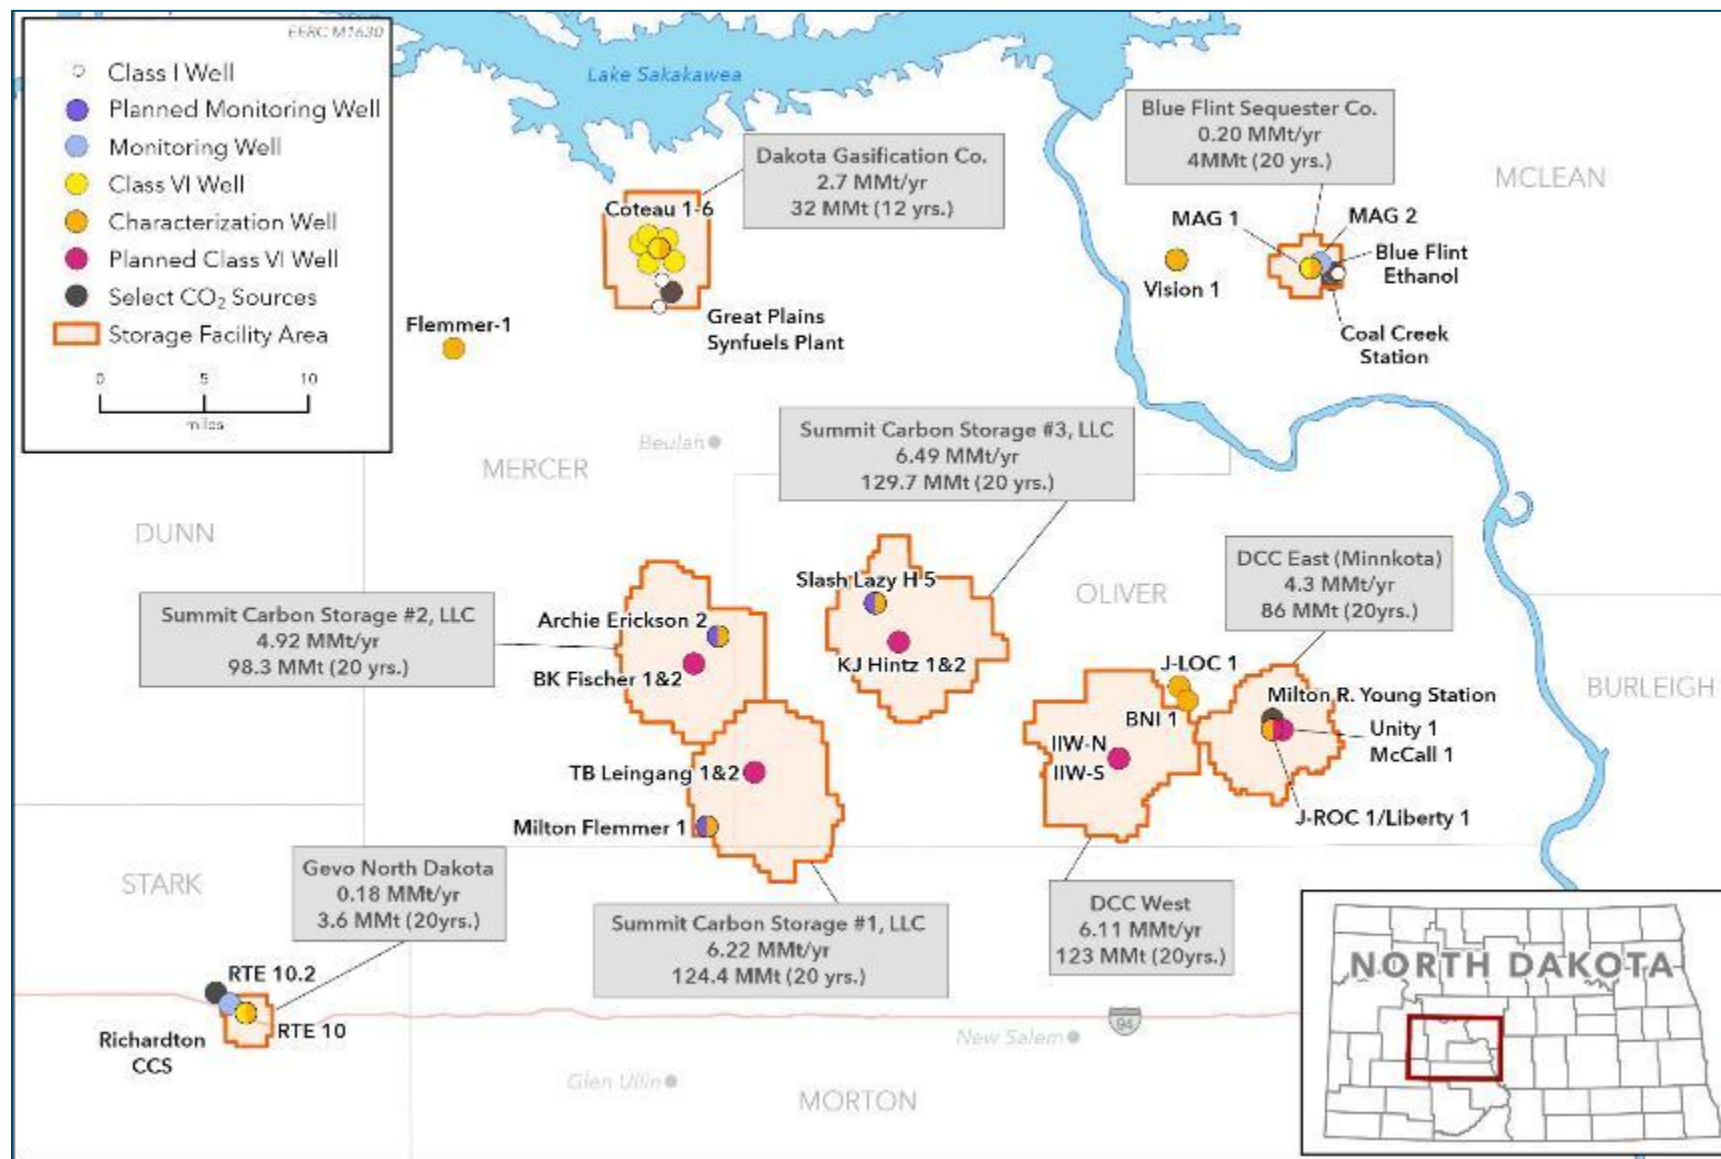 EERC M1630
Class I Well
Planned Monitoring Well
Monitoring Well
Class VI Well
Characterization Well
Planned Class VI Well
Select CO₂ Sources
Storage Facility Area
0 5 10
miles
Lake Sakakawea
Dakota Gasification Co.
2.7 MMt/yr
32 MMt (12 yrs.)
Coteau 1-6
Great Plains
Synfuels Plant
Flemmer-1
Blue Flint Sequester Co.
0.20 MMt/yr
4MMt (20 yrs.)
MCLEAN
MAG 1
MAG 2
Blue Flint
Ethanol
Vision 1
Coal Creek
Station
Beulah
MERCER
DUNN
Summit Carbon Storage #3, LLC
6.49 MMt/yr
129.7 MMt (20 yrs.)
Slash Lazy H 5
KJ Hintz 1&2
OLIVER
DCC East (Minnkota)
4.3 MMt/yr
86 MMt (20yrs.)
Summit Carbon Storage #2, LLC
4.92 MMt/yr
98.3 MMt (20 yrs.)
Archie Erickson 2
BK Fischer 1&2
J-LOC 1
BNI 1
Milton R. Young Station
Unity 1
McCall 1
J-ROC 1/Liberty 1
BURLEIGH
IIW-N
IIW-S
TB Leingang 1&2
Milton Flemmer 1
STARK
Gevo North Dakota
0.18 MMt/yr
3.6 MMt (20yrs.)
Summit Carbon Storage #1, LLC
6.22 MMt/yr
124.4 MMt (20 yrs.)
DCC West
6.11 MMt/yr
123 MMt (20yrs.)
RTE 10.2
RTE 10
Richardton
CCS
New Salem
94
Glen Ullin
MORTON
NORTH DAKOTA